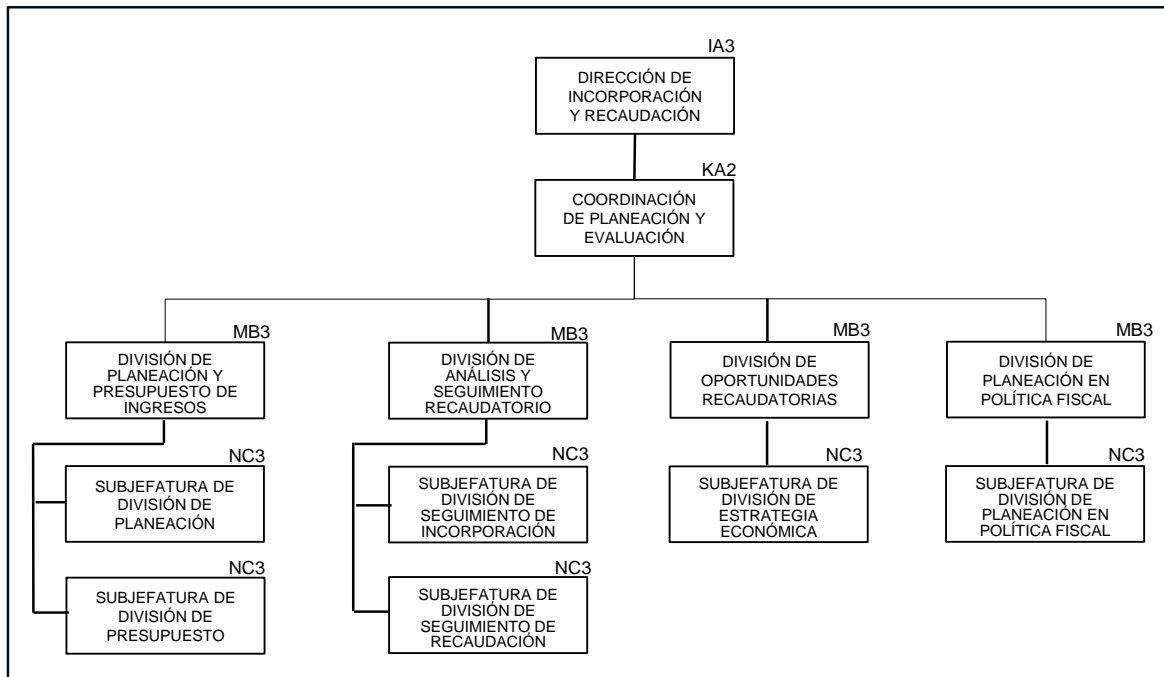 IA3
DIRECCIÓN DE
INCORPORACIÓN
Y RECAUDACIÓN
KA2
COORDINACIÓN
DE PLANEACIÓN Y
EVALUACIÓN
MB3
DIVISIÓN DE
PLANEACIÓN Y
PRESUPUESTO DE
INGRESOS
MB3
DIVISIÓN DE
ANÁLISIS Y
SEGUIMIENTO
RECAUDATORIO
MB3
DIVISIÓN DE
OPORTUNIDADES
RECAUDATORIAS
MB3
DIVISIÓN DE
PLANEACIÓN EN
POLÍTICA FISCAL
NC3
SUBJEFATURA DE
DIVISIÓN DE
PLANEACIÓN
NC3
SUBJEFATURA DE
DIVISIÓN DE
SEGUIMIENTO DE
INCORPORACIÓN
NC3
SUBJEFATURA DE
DIVISIÓN DE
ESTRATEGIA
ECONÓMICA
NC3
SUBJEFATURA DE
DIVISIÓN DE
PLANEACIÓN EN
POLÍTICA FISCAL
NC3
SUBJEFATURA DE
DIVISIÓN DE
PRESUPUESTO
NC3
SUBJEFATURA DE
DIVISIÓN DE
SEGUIMIENTO DE
RECAUDACIÓN